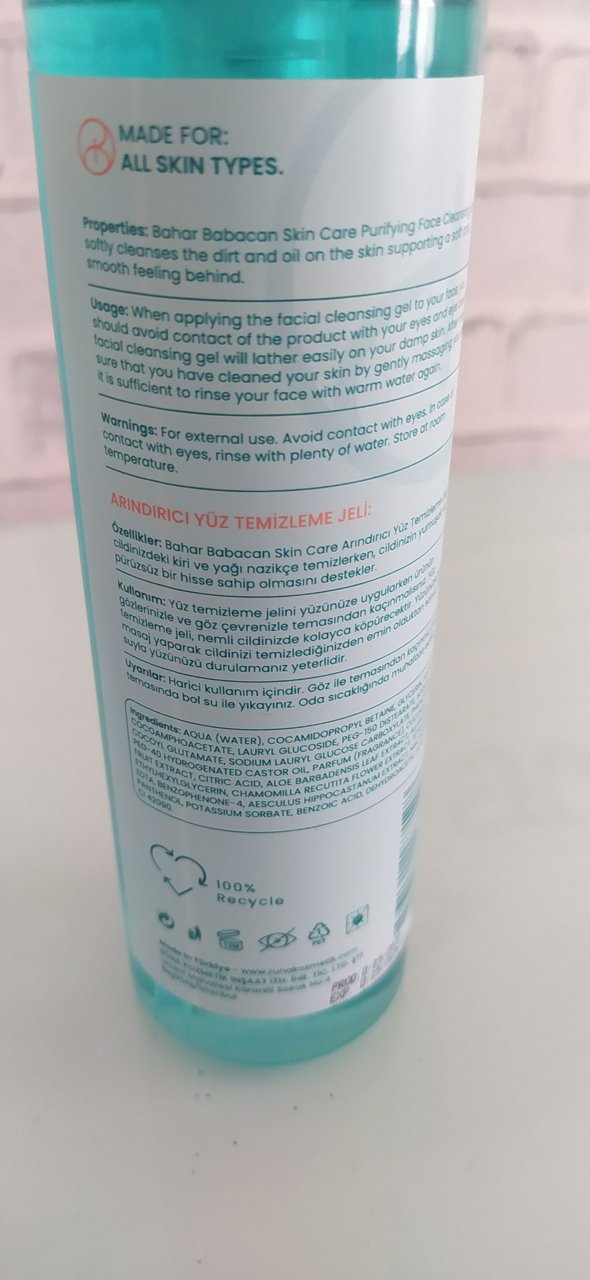 MADE FOR:
ALL SKIN TYPES.
Properties: Bahar Babacan Skin Care Purifying Face Cleansing
softly cleanses the dirt and oil on the skin supporting a soft and
smooth feeling behind.
Usage: When applying the facial cleansing gel to your face, you
should avoid contact of the product with your eyes and eye
facial cleansing gel will lather easily on your damp skin. After
sure that you have cleaned your skin by gently massaging
it is sufficient to rinse your face with warm water again.
Warnings: For external use. Avoid contact with eyes. In case of
contact with eyes, rinse with plenty of water. Store at room
temperature.
ARINDIRICI YÜZ TEMİZLEME JELİ:
Özellikler: Bahar Babacan Skin Care Arındırıcı Yüz Temizleme
cildinizdeki kiri ve yağı nazikçe temizlerken, cildinizin
pürüzsüz bir hisse sahip olmasını destekler.
Kullanım: Yüz temizleme jelini yüzünüze uygularken ürünün
gözlerinizle ve göz çevrenizle temasından kaçınmalısınız. Yüz
temizleme jeli, nemli cildinizde kolayca köpürecektir.
masaj yaparak cildinizi temizlediğinizden emin olduktan
suyla yüzünüzü durulamanız yeterlidir.
Uyarılar: Harici kullanım içindir. Göz ile temasından
temasında bol su ile yıkayınız. Oda sıcaklığında
Ingredients: AQUA (WATER), COCAMIDOPROPYL BETAINE, GLYCERIN,
COCOAMPHOACETATE, LAURYL GLUCOSIDE, PEG-150 DISTEARATE,
COCOYL GLUTAMATE, SODIUM LAURYL GLUCOSE CARBOXYLATE,
PEG-40 HYDROGENATED CASTOR OIL, PARFUM (FRAGRANCE),
FRUIT EXTRACT, CITRIC ACID, ALOE BARBADENSIS LEAF EXTRACT,
ETHYLHEXYLGLYCERIN, CHAMOMILLA RECUTITA FLOWER EXTRACT,
EDTA, BENZOPHENONE-4, AESCULUS HIPPOCASTANUM EXTRACT,
PANTHENOL, POTASSIUM SORBATE, BENZOIC ACID,
CI 42090
100%
Recycle
12M
1
PET
Made in Türkiye - www.runakozmetik.com
PROD
EXP